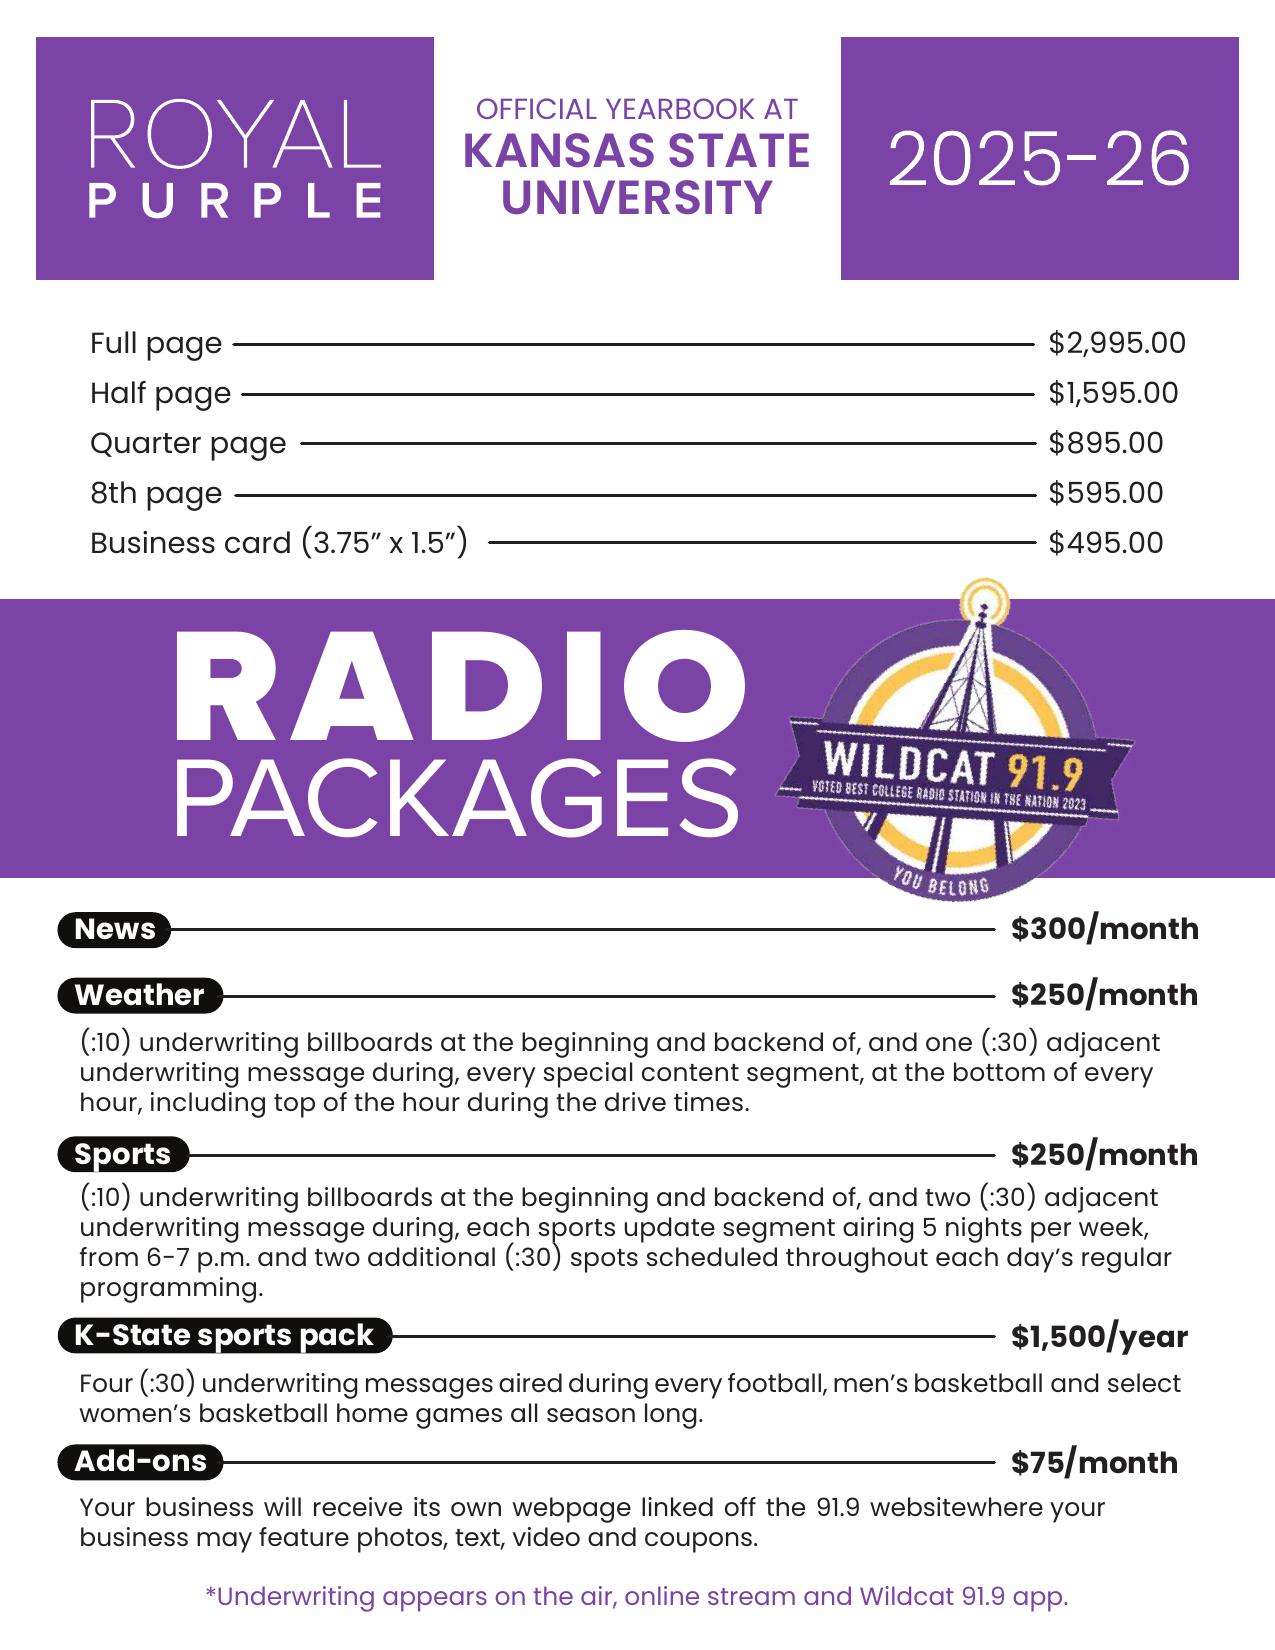 ROYAL
PURPLE
OFFICIAL YEARBOOK AT
KANSAS STATE
UNIVERSITY
2025-26
Full page $2,995.00
Half page $1,595.00
Quarter page $895.00
8th page $595.00
Business card (3.75” x 1.5”) $495.00
RADIO
PACKAGES
WILDCAT 91.9
VOTED BEST COLLEGE RADIO STATION IN THE NATION 2023
YOU BELONG
News $300/month
Weather $250/month
(:10) underwriting billboards at the beginning and backend of, and one (:30) adjacent
underwriting message during, every special content segment, at the bottom of every
hour, including top of the hour during the drive times.
Sports $250/month
(:10) underwriting billboards at the beginning and backend of, and two (:30) adjacent
underwriting message during, each sports update segment airing 5 nights per week,
from 6-7 p.m. and two additional (:30) spots scheduled throughout each day’s regular
programming.
K-State sports pack $1,500/year
Four (:30) underwriting messages aired during every football, men’s basketball and select
women’s basketball home games all season long.
Add-ons $75/month
Your business will receive its own webpage linked off the 91.9 websitewhere your
business may feature photos, text, video and coupons.
*Underwriting appears on the air, online stream and Wildcat 91.9 app.